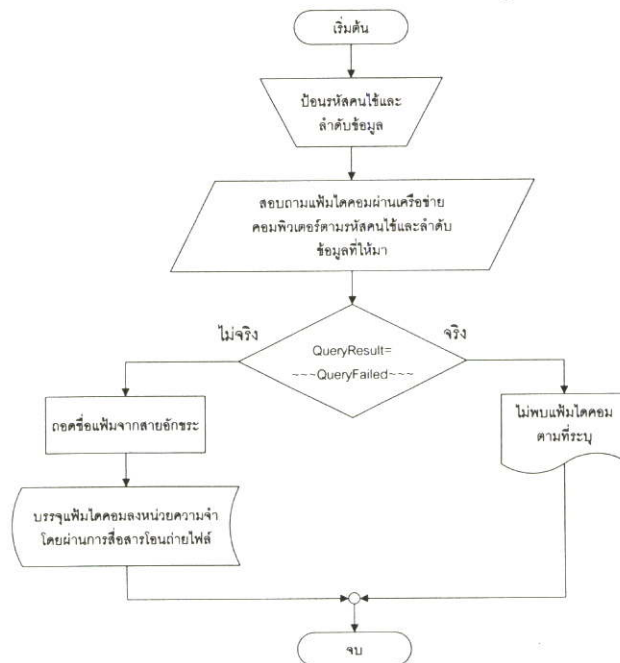 เริ่มต้น
ป้อนรหัสคนไข้และ
ลำดับข้อมูล
สอบถามแฟ้มไดคอมผ่านเครือข่าย
คอมพิวเตอร์ตามรหัสคนไข้และลำดับ
ข้อมูลที่ให้มา
ไม่จริง
จริง
QueryResult=
~~~QueryFailed~~~
ถอดชื่อแฟ้มจากสายอักขระ
ไม่พบแฟ้มไดคอม
ตามที่ระบุ
บรรจุแฟ้มไดคอมลงหน่วยความจำ
โดยผ่านการสื่อสารโอนถ่ายไฟล์
จบ